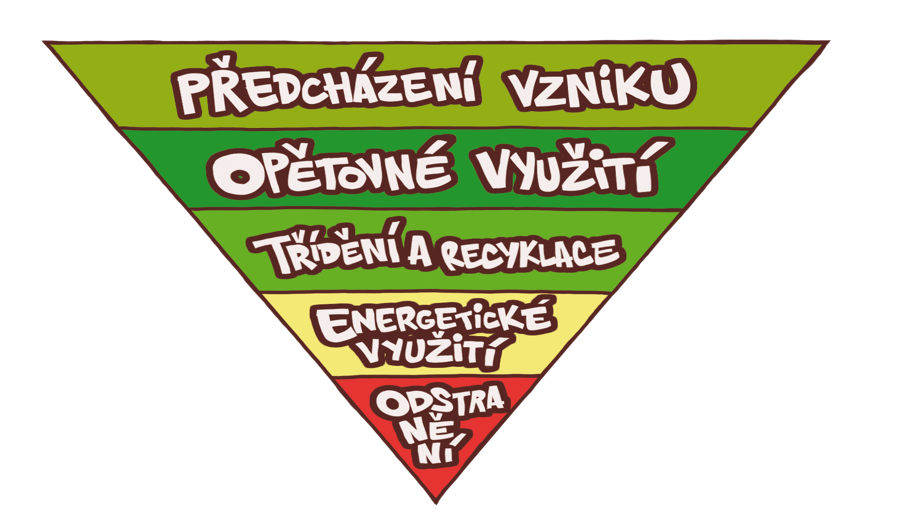 PŘEDCHÁZENÍ VZNIKU
OPĚTOVNÉ VYUŽITÍ
TŘÍDĚNÍ A RECYKLACE
ENERGETICKÉ
VYUŽITÍ
ODSTRA
NĚ
NÍ